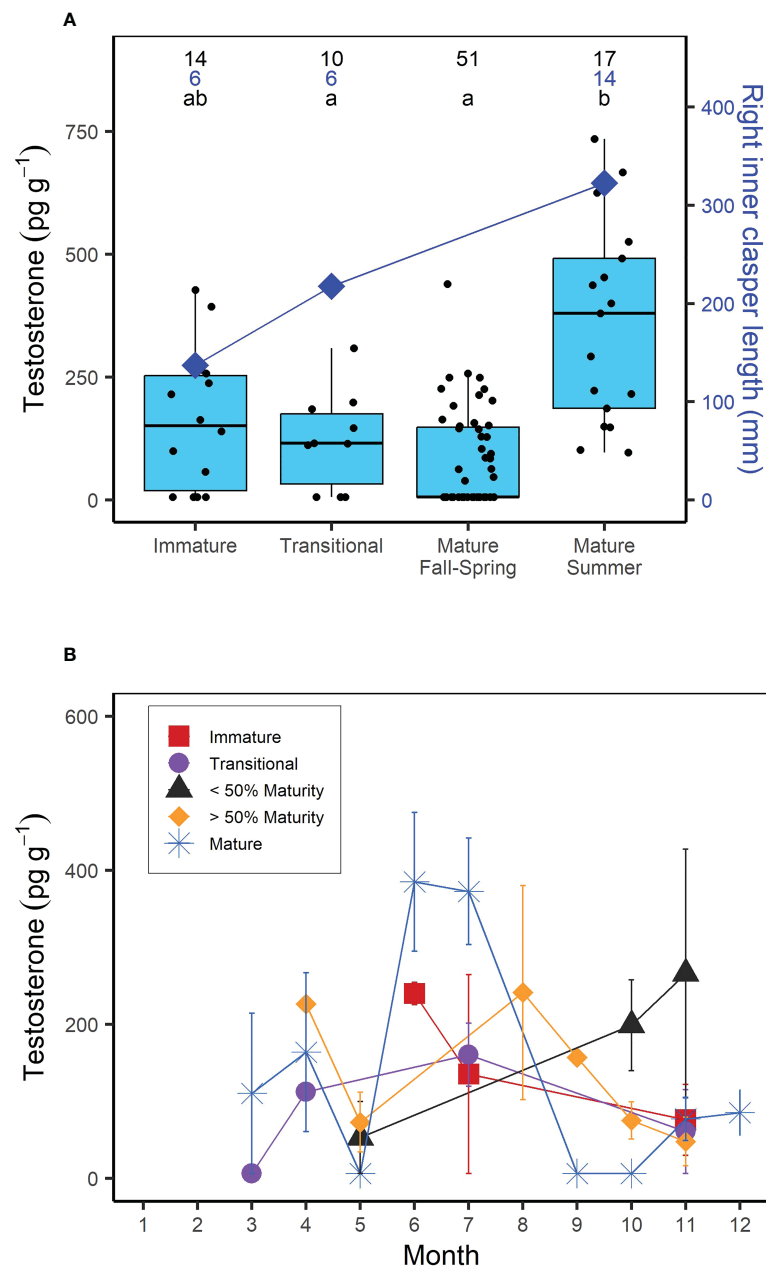 A
14 10 51 17
6 6 14
ab a a b
Testosterone (pg g⁻¹)
750
500
250
0
400
300
200
100
0
Right inner clasper length (mm)
Immature Transitional Mature Fall-Spring Mature Summer
B
Testosterone (pg g⁻¹)
600
400
200
0
Immature
Transitional
< 50% Maturity
> 50% Maturity
Mature
1 2 3 4 5 6 7 8 9 10 11 12
Month